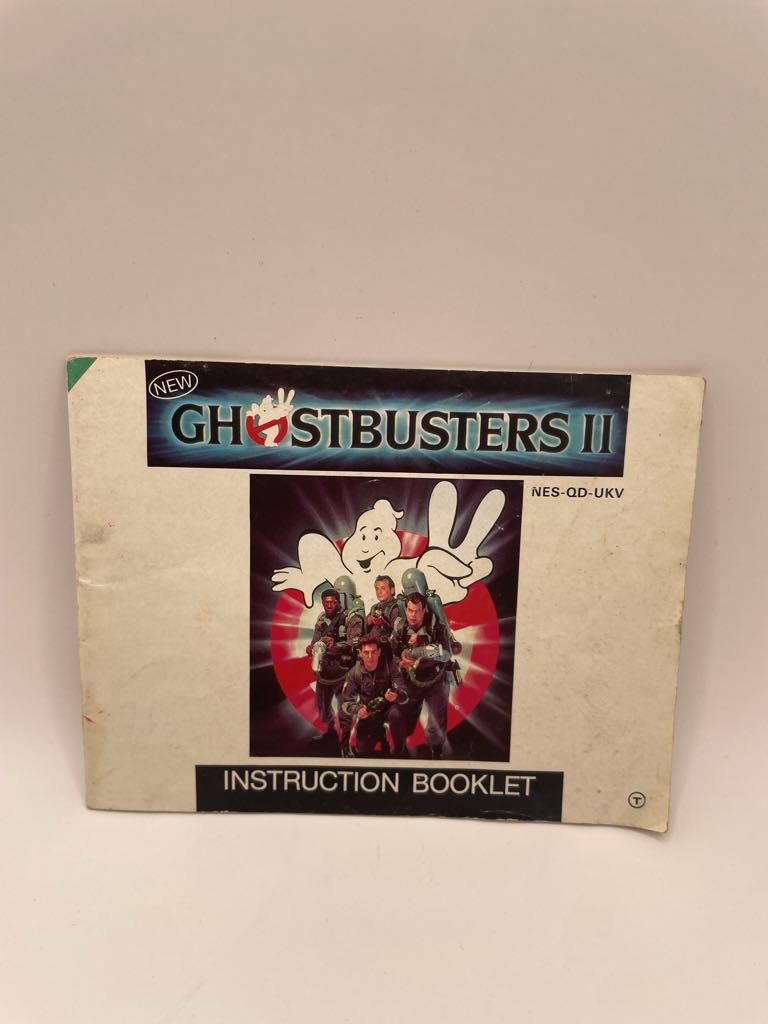 NEW
GHOSTBUSTERS II
NES-QD-UKV
INSTRUCTION BOOKLET
T